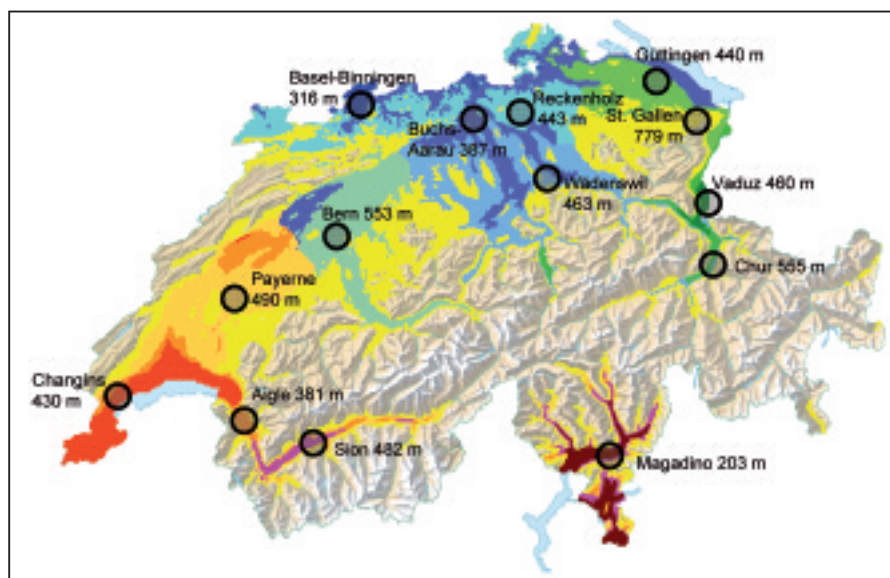 Güttingen 440 m
Basel-Binningen
316 m
Reckenholz
443 m
St. Gallen
779 m
Buchs-
Aarau 387 m
Wadenswil
463 m
Vaduz 460 m
Bern 553 m
Chur 555 m
Payerne
490 m
Changins
430 m
Aigle 381 m
Sion 482 m
Magadino 203 m